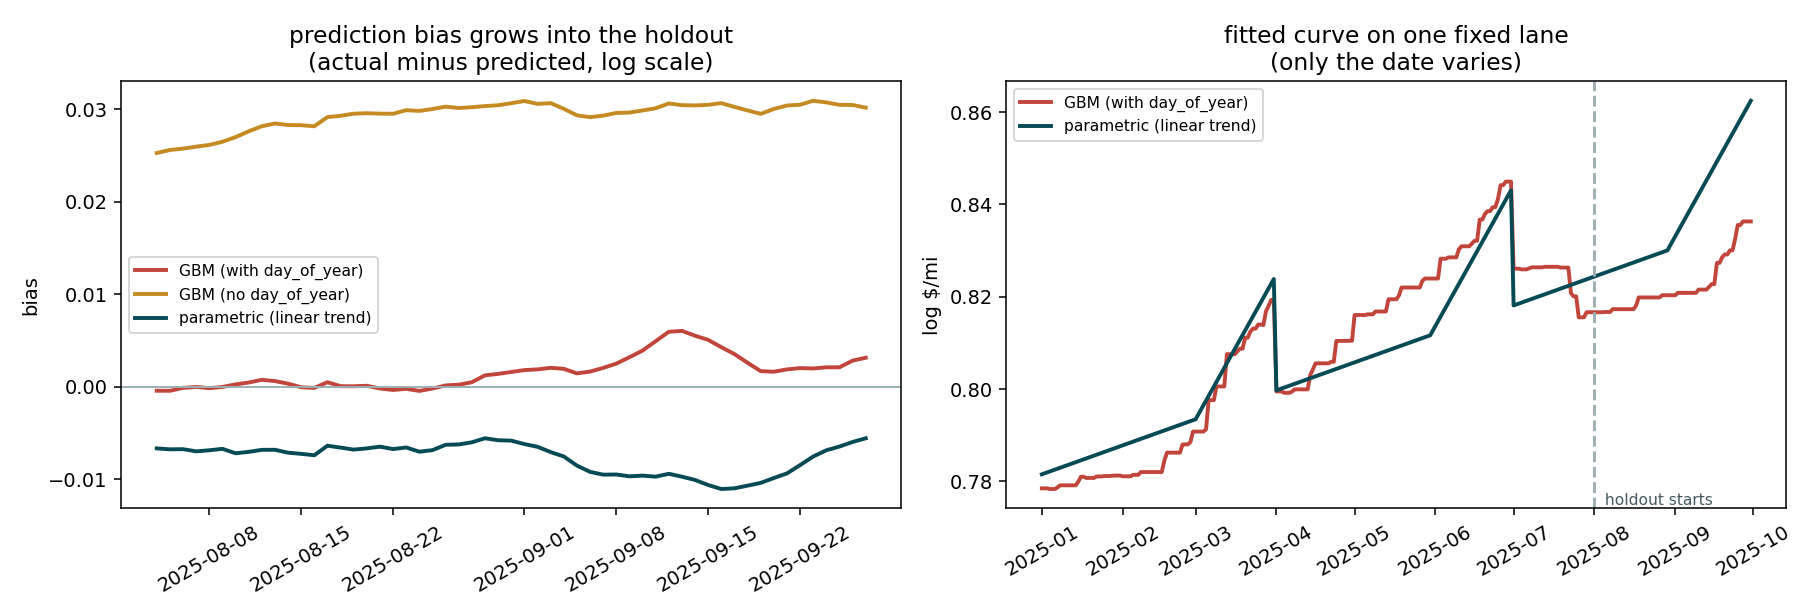 prediction bias grows into the holdout
(actual minus predicted, log scale)
bias
0.03
0.02
0.01
0.00
−0.01
GBM (with day_of_year)
GBM (no day_of_year)
parametric (linear trend)
2025-08-08
2025-08-15
2025-08-22
2025-09-01
2025-09-08
2025-09-15
2025-09-22
fitted curve on one fixed lane
(only the date varies)
log $/mi
0.86
0.84
0.82
0.80
0.78
GBM (with day_of_year)
parametric (linear trend)
holdout starts
2025-01
2025-02
2025-03
2025-04
2025-05
2025-06
2025-07
2025-08
2025-09
2025-10